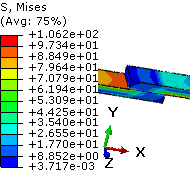 S, Mises
(Avg: 75%)
+1.062e+02
+9.734e+01
+8.849e+01
+7.964e+01
+7.079e+01
+6.194e+01
+5.309e+01
+4.425e+01
+3.540e+01
+2.655e+01
+1.770e+01
+8.852e+00
+3.717e-03
Y
X
Z